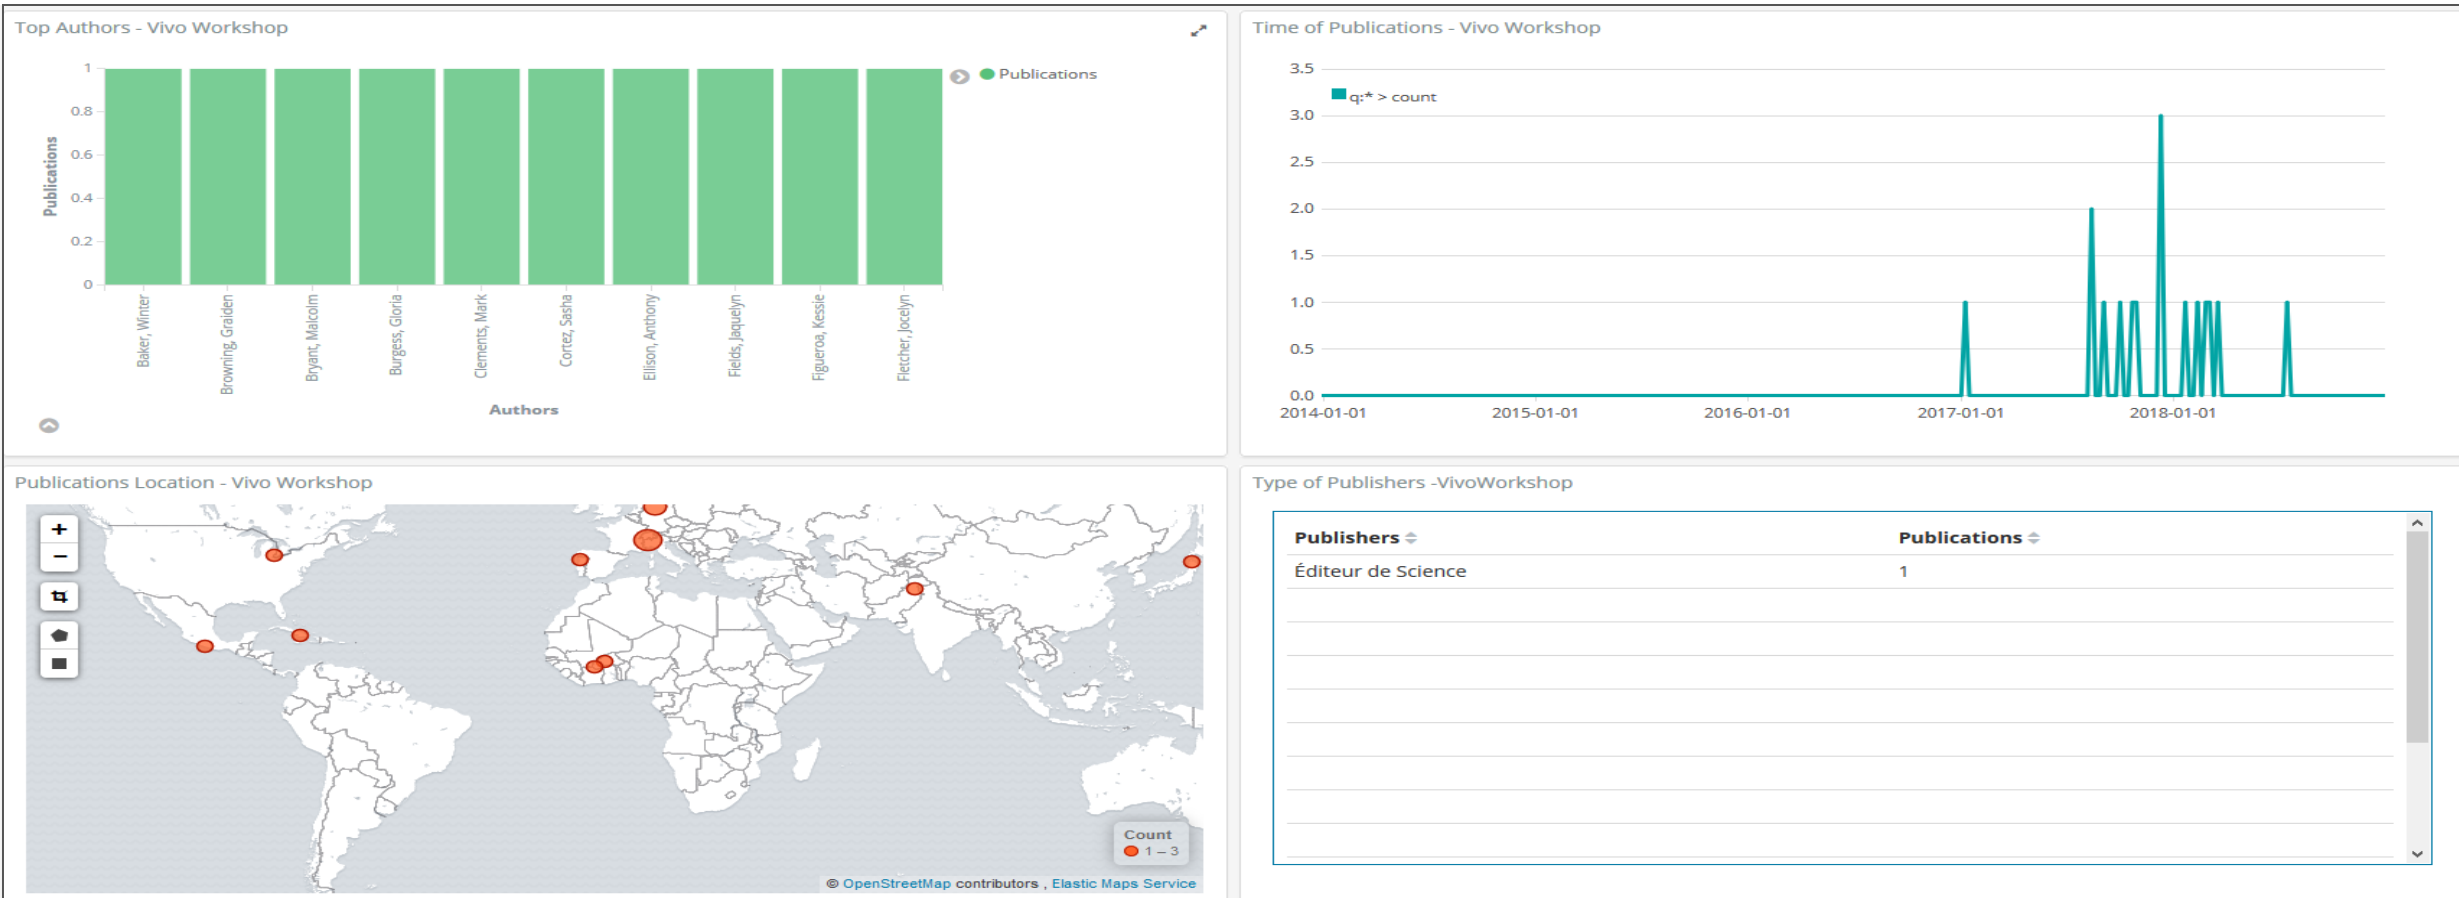 Top Authors - Vivo Workshop
1
0.8
0.6
0.4
0.2
0
Publications
Publications
Baker, Winter
Browning, Graiden
Bryant, Malcolm
Burgess, Gloria
Clements, Mark
Cortez, Sasha
Ellison, Anthony
Fields, Jaquelyn
Figueroa, Kessie
Fletcher, Jocelyn
Authors
Time of Publications - Vivo Workshop
3.5
q:* > count
3.0
2.5
2.0
1.5
1.0
0.5
0.0
2014-01-01 2015-01-01 2016-01-01 2017-01-01 2018-01-01
Publications Location - Vivo Workshop
+
−
Count
1 – 3
© OpenStreetMap contributors , Elastic Maps Service
Type of Publishers -VivoWorkshop
Publishers Publications
Éditeur de Science 1